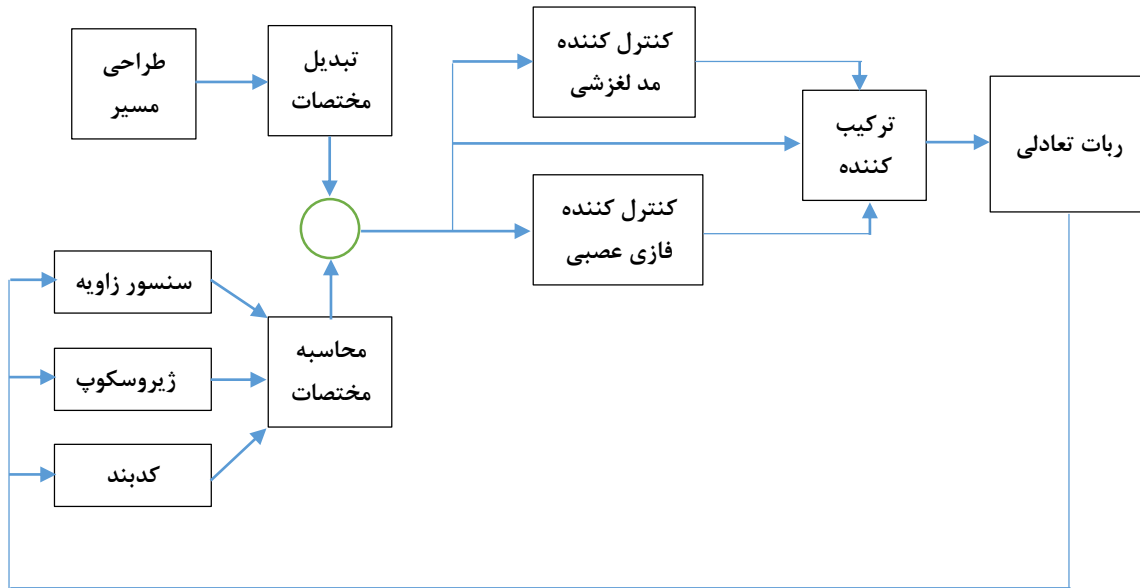 طراحی
مسیر
تبدیل
مختصات
کنترل کننده
مد لغزشی
ترکیب
کننده
ربات تعادلی
کنترل کننده
فازی عصبی
سنسور زاویه
ژیروسکوپ
کدبند
محاسبه
مختصات